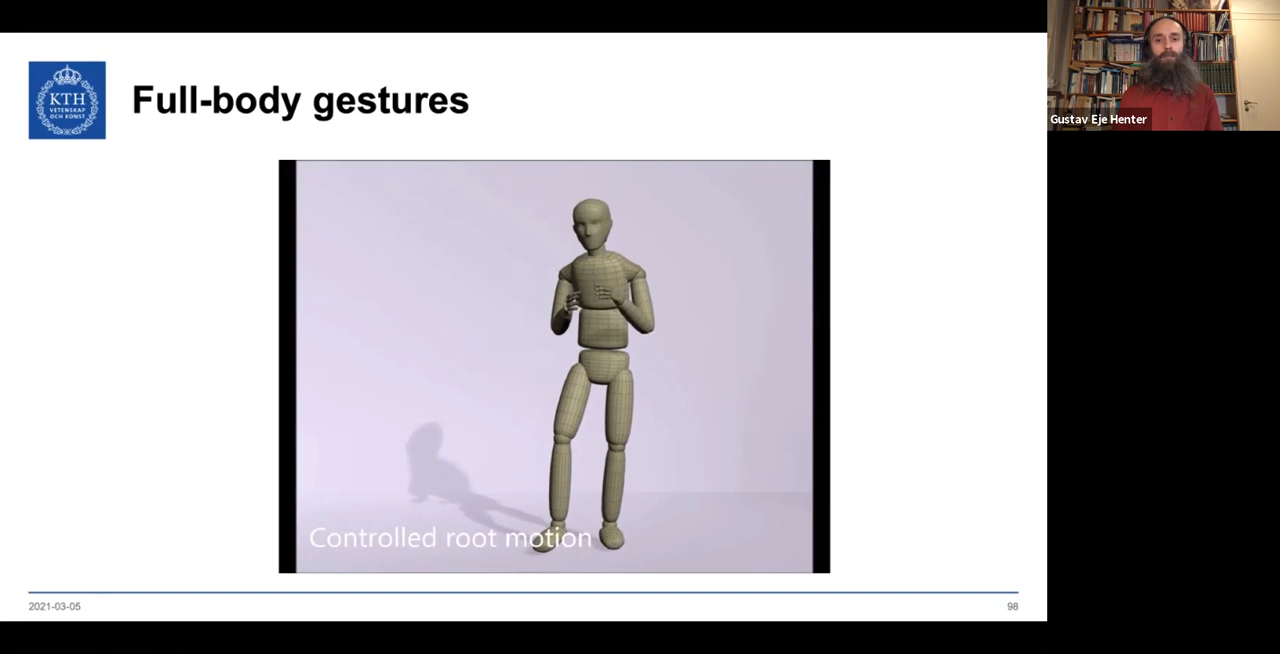 KTH
VETENSKAP
OCH KONST
Full-body gestures
Gustav Eje Henter
Controlled root motion
2021-03-05
98